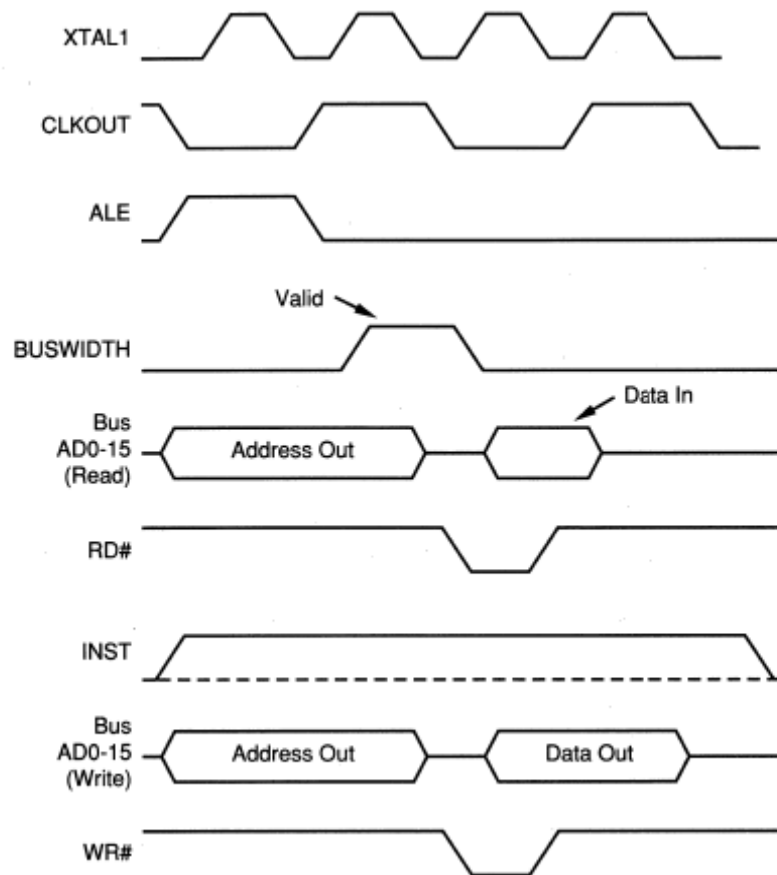 XTAL1
CLKOUT
ALE
Valid
BUSWIDTH
Data In
Bus
AD0-15
(Read)
Address Out
RD#
INST
Bus
AD0-15
(Write)
Address Out
Data Out
WR#